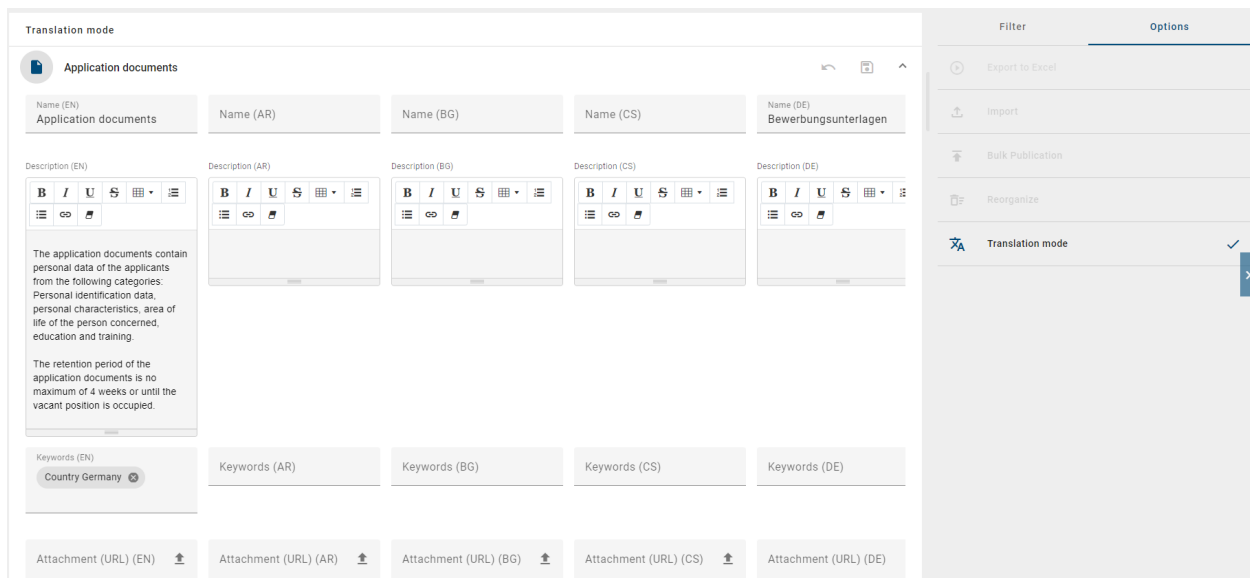 Translation mode
Filter
Options
Application documents
Export to Excel
Name (EN)
Application documents
Name (AR)
Name (BG)
Name (CS)
Name (DE)
Bewerbungsunterlagen
Import
Bulk Publication
Description (EN)
Description (AR)
Description (BG)
Description (CS)
Description (DE)
B I U S
B I U S
B I U S
B I U S
B I U S
Reorganize
Translation mode
The application documents contain
personal data of the applicants
from the following categories:
Personal identification data,
personal characteristics, area of
life of the person concerned,
education and training.
The retention period of the
application documents is no
maximum of 4 weeks or until the
vacant position is occupied.
Keywords (EN)
Country Germany
Keywords (AR)
Keywords (BG)
Keywords (CS)
Keywords (DE)
Attachment (URL) (EN)
Attachment (URL) (AR)
Attachment (URL) (BG)
Attachment (URL) (CS)
Attachment (URL) (DE)